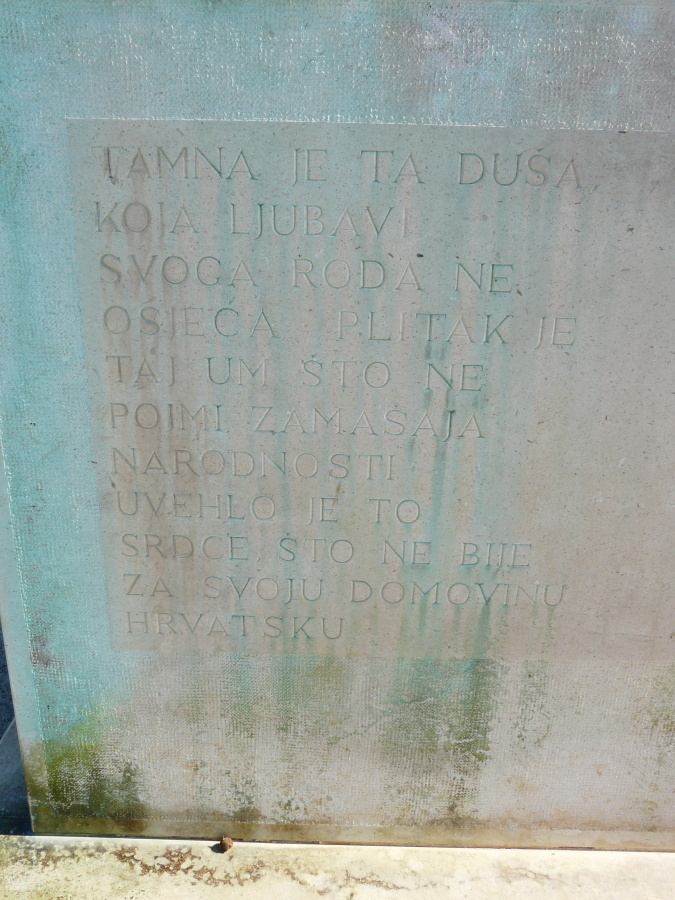 TAMNA JE TA DUŠA
KOJA LJUBAVI
SVOGA RODA NE
OSJEĆA PLITAK JE
TAJ UM ŠTO NE
POIMI ZAMAŠAJA
NARODNOSTI
UVEHLO JE TO
SRDCE ŠTO NE BIJE
ZA SVOJU DOMOVINU
HRVATSKU